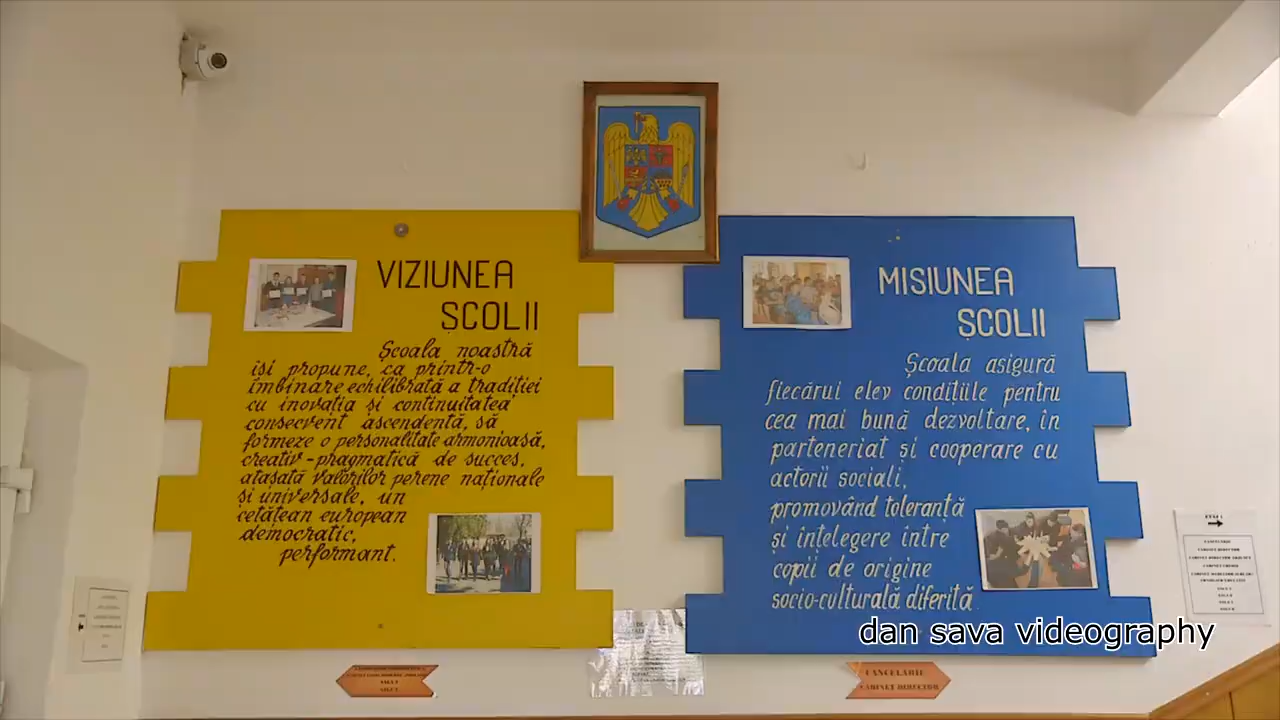 VIZIUNEA
ȘCOLII
Școala noastră
își propune, ca printr-o
îmbinare echilibrată a tradiției
cu inovația și continuitatea
consecvent ascendentă, să
formeze o personalitate armonioasă,
creativ-pragmatică de succes,
atașată valorilor perene naționale
și universale, un
cetățean european
democratic,
performant.
MISIUNEA
ȘCOLII
Școala asigură
fiecărui elev condițiile pentru
cea mai bună dezvoltare, în
parteneriat și cooperare cu
actorii sociali,
promovând toleranță
și înțelegere între
copii de origine
socio-culturală diferită
dan sava videography
CANCELARIE
CABINET DIRECTOR